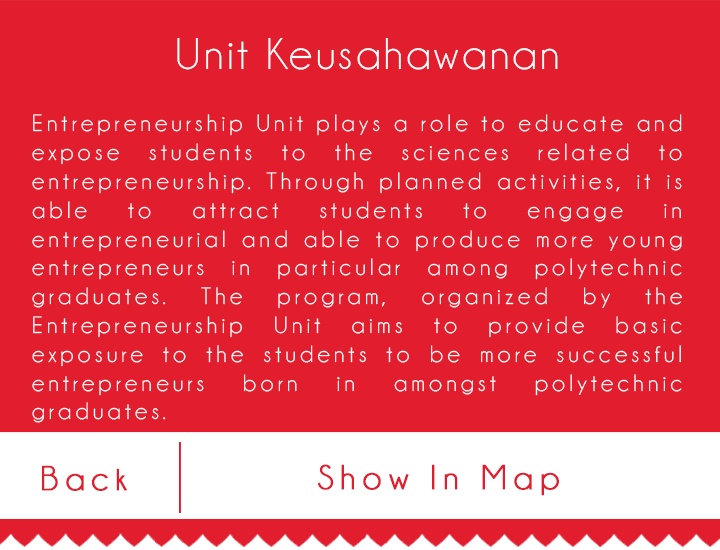 Unit Keusahawanan
Entrepreneurship Unit plays a role to educate and
expose students to the sciences related to
entrepreneurship. Through planned activities, it is
able to attract students to engage in
entrepreneurial and able to produce more young
entrepreneurs in particular among polytechnic
graduates. The program, organized by the
Entrepreneurship Unit aims to provide basic
exposure to the students to be more successful
entrepreneurs born in amongst polytechnic
graduates.
Back
Show In Map